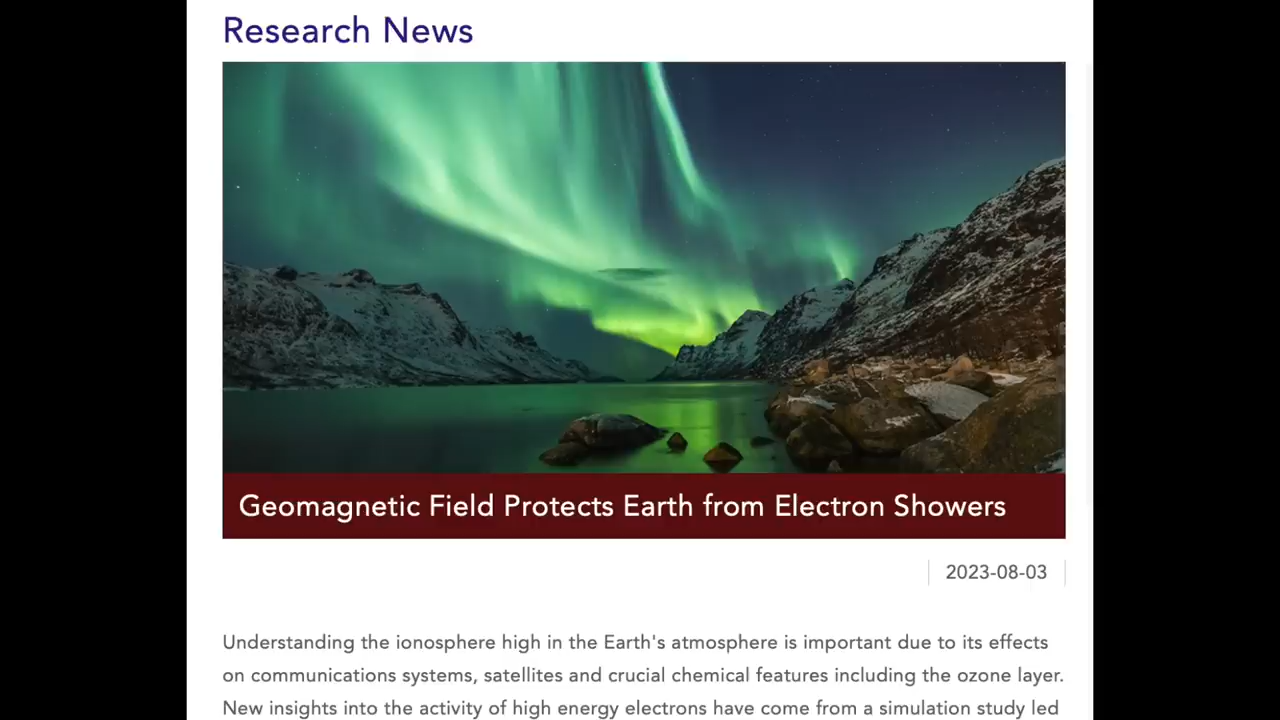 Research News
Geomagnetic Field Protects Earth from Electron Showers
2023-08-03
Understanding the ionosphere high in the Earth's atmosphere is important due to its effects
on communications systems, satellites and crucial chemical features including the ozone layer.
New insights into the activity of high energy electrons have come from a simulation study led